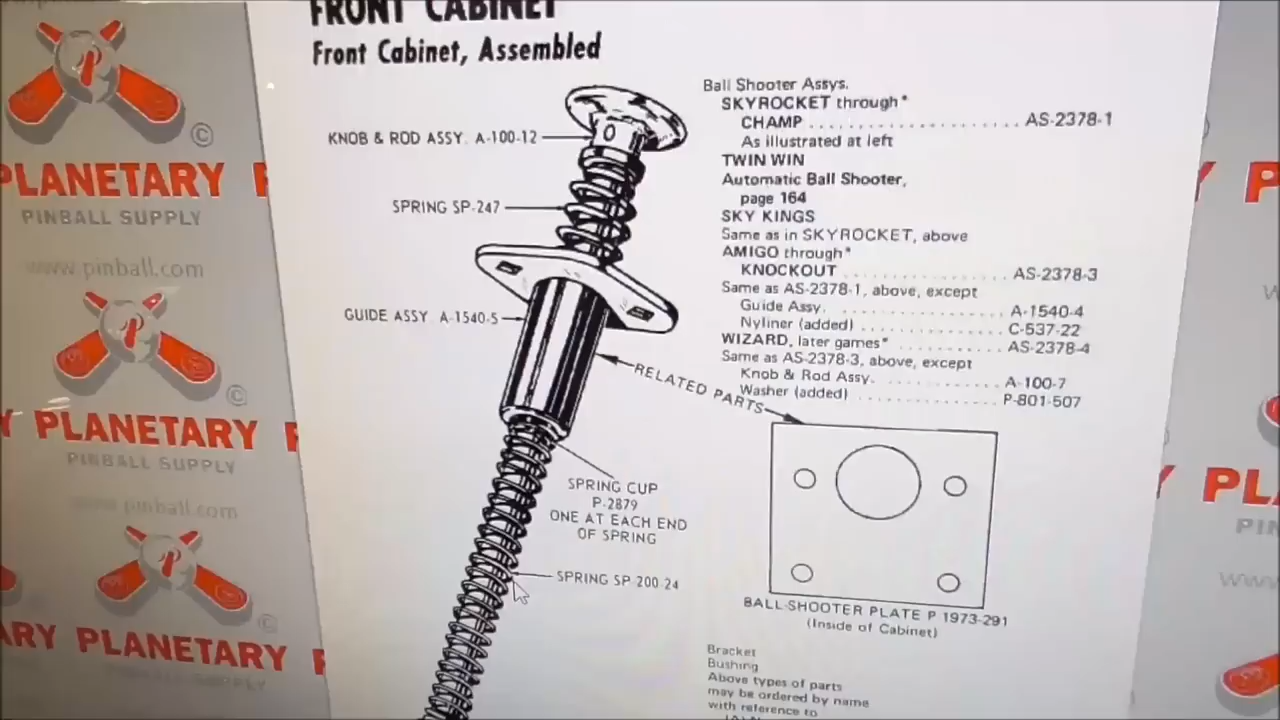 FRONT CABINET
Front Cabinet, Assembled
KNOB & ROD ASSY. A-100-12
SPRING SP-247
GUIDE ASSY. A-1540-5
RELATED PARTS
SPRING CUP
P-2879
ONE AT EACH END
OF SPRING
SPRING SP 200 24
Ball Shooter Assys.
SKYROCKET through*
CHAMP .................... AS-2378-1
As illustrated at left
TWIN WIN
Automatic Ball Shooter,
page 164
SKY KINGS
Same as in SKYROCKET, above
AMIGO through*
KNOCKOUT ............... AS-2378-3
Same as AS-2378-1, above, except
Guide Assy. ............... A-1540-4
Nyliner (added) ............. C-537-22
WIZARD, later games* .......... AS-2378-4
Same as AS-2378-3, above, except
Knob & Rod Assy. ............ A-100-7
Washer (added) ............. P-801-507
BALL-SHOOTER PLATE P 1973-291
(Inside of Cabinet)
Bracket
Bushing
Above types of parts
may be ordered by name
with reference to
©
PLANETARY
PINBALL SUPPLY
www.pinball.com
©
Y PLANETARY
PINBALL SUPPLY
www.pinball.com
©
ARY PLANETARY
PINBALL SUPPLY